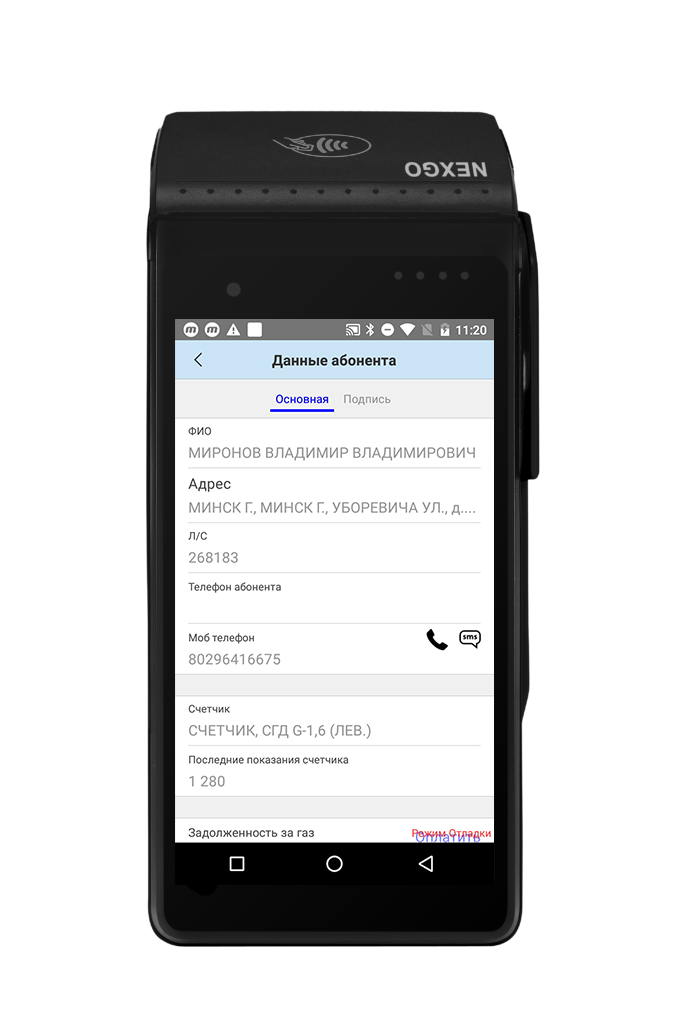 NEXGO
11:20
Данные абонента
Основная Подпись
ФИО
МИРОНОВ ВЛАДИМИР ВЛАДИМИРОВИЧ
Адрес
МИНСК Г., МИНСК Г., УБОРЕВИЧА УЛ., д....
Л/С
268183
Телефон абонента
Моб телефон
sms
80296416675
Счетчик
СЧЕТЧИК, СГД G-1,6 (ЛЕВ.)
Последние показания счетчика
1 280
Задолженность за газ
Режим Отладки
Оплатить